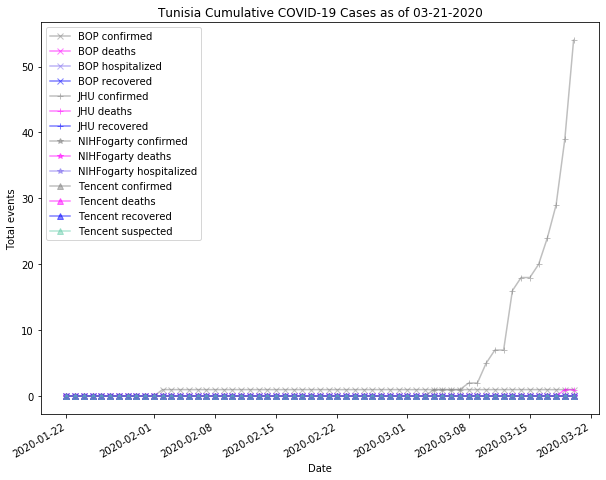 Tunisia Cumulative COVID-19 Cases as of 03-21-2020
BOP confirmed
BOP deaths
BOP hospitalized
BOP recovered
JHU confirmed
JHU deaths
JHU recovered
NIHFogarty confirmed
NIHFogarty deaths
NIHFogarty hospitalized
Tencent confirmed
Tencent deaths
Tencent recovered
Tencent suspected
Total events
50
40
30
20
10
0
2020-01-22
2020-02-01
2020-02-08
2020-02-15
2020-02-22
2020-03-01
2020-03-08
2020-03-15
2020-03-22
Date